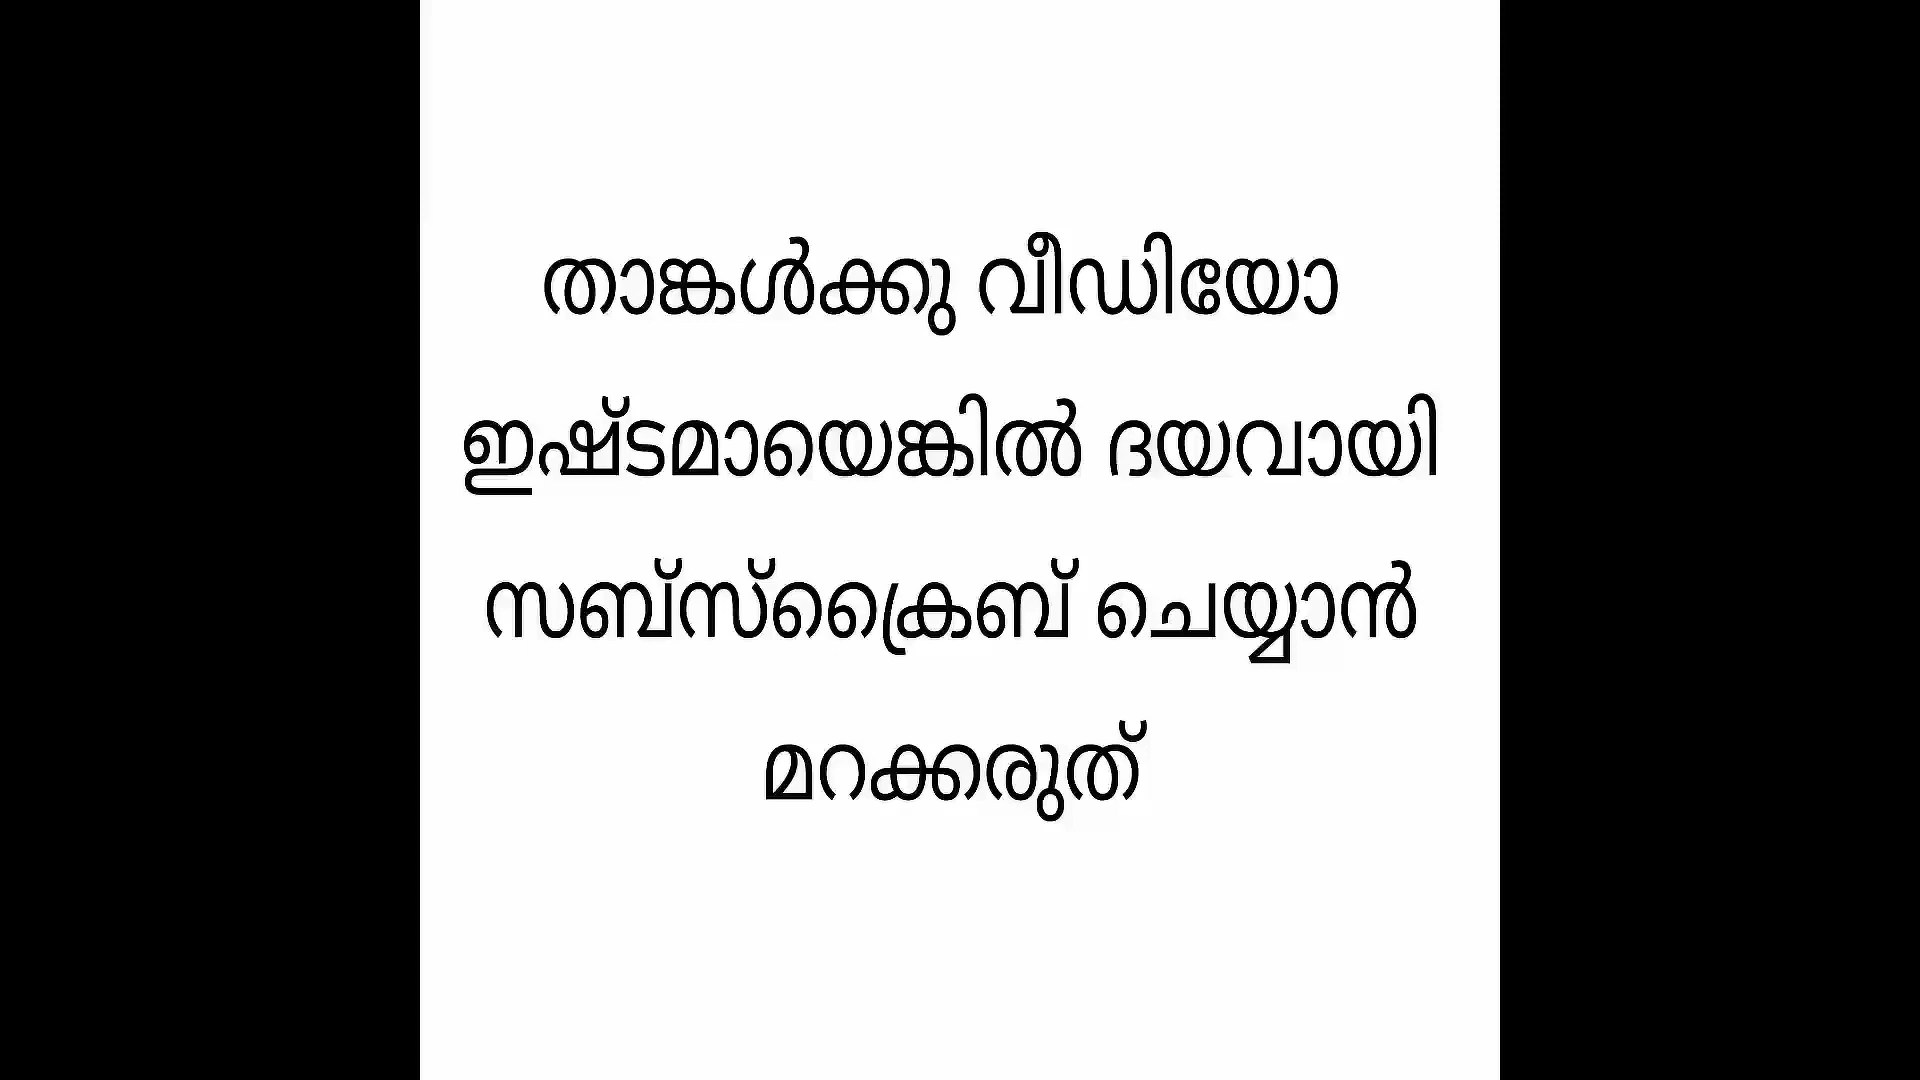 താങ്കൾക്കു വീഡിയോ
ഇഷ്ടമായെങ്കിൽ ദയവായി
സബ്സ്ക്രൈബ് ചെയ്യാൻ
മറക്കരുത്